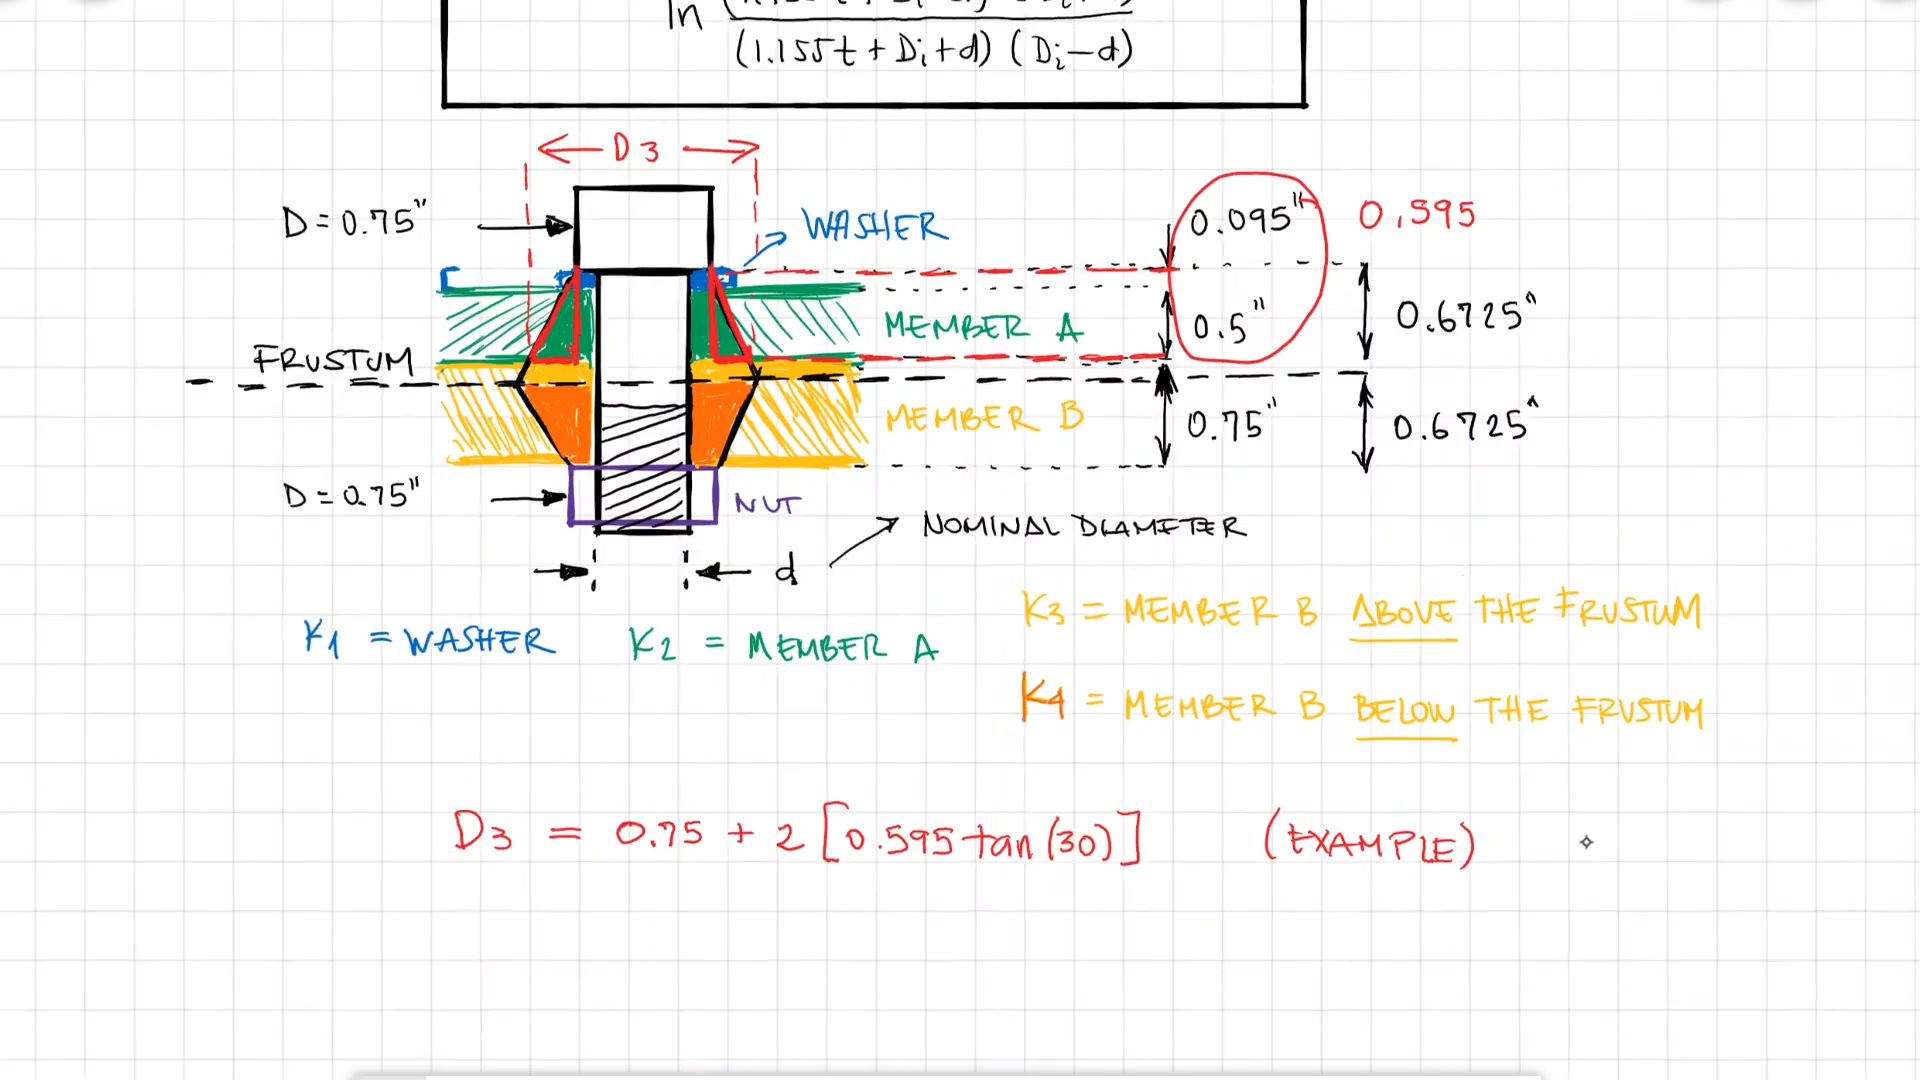 ln
(1.155t + Di + d) (Di - d)
D3
D = 0.75"
WASHER
0.095"
0.595
MEMBER A
0.5"
0.6725"
FRUSTUM
MEMBER B
0.75"
0.6725"
D = 0.75"
NUT
NOMINAL DIAMETER
d
K1 = WASHER
K2 = MEMBER A
K3 = MEMBER B ABOVE THE FRUSTUM
K4 = MEMBER B BELOW THE FRUSTUM
D3 = 0.75 + 2 [0.595 tan (30)] (EXAMPLE)